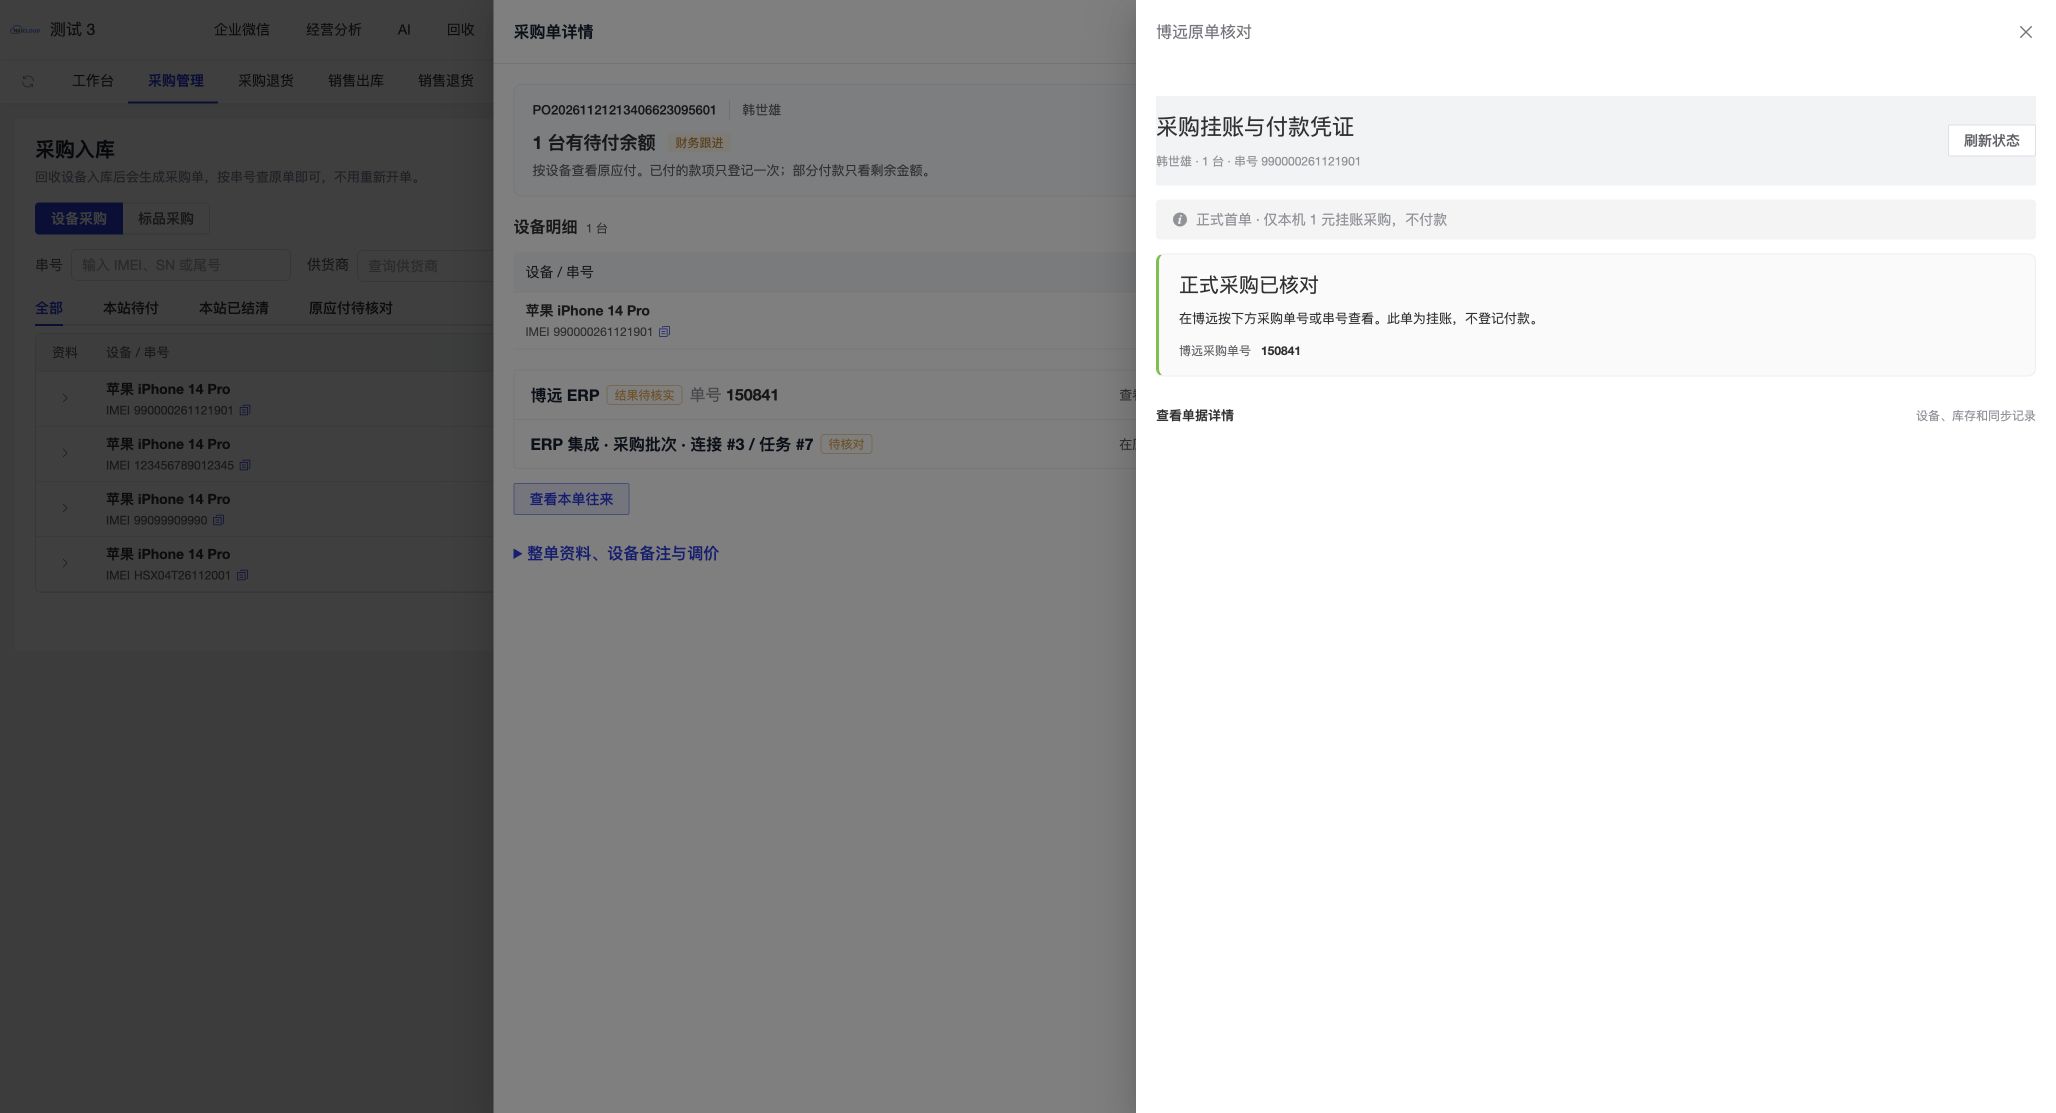 测试 3
企业微信
经营分析
AI
回收
工作台
采购管理
采购退货
销售出库
销售退货
采购入库
回收设备入库后会生成采购单，按串号查原单即可，不用重新开单。
设备采购
标品采购
串号
输入 IMEI、SN 或尾号
供货商
查询供货商
全部
本站待付
本站已结清
原应付待核对
资料
设备 / 串号
苹果 iPhone 14 Pro
IMEI 990000261121901
苹果 iPhone 14 Pro
IMEI 123456789012345
苹果 iPhone 14 Pro
IMEI 99099909990
苹果 iPhone 14 Pro
IMEI HSX04T26112001
采购单详情
PO20261121213406623095601
韩世雄
1 台有待付余额
财务跟进
按设备查看原应付。已付的款项只登记一次；部分付款只看剩余金额。
设备明细 1 台
设备 / 串号
苹果 iPhone 14 Pro
IMEI 990000261121901
博远 ERP 结果待核实 单号 150841
ERP 集成 · 采购批次 · 连接 #3 / 任务 #7 待核对
查看本单往来
整单资料、设备备注与调价
博远原单核对
采购挂账与付款凭证
韩世雄 · 1 台 · 串号 990000261121901
刷新状态
正式首单 · 仅本机 1 元挂账采购，不付款
正式采购已核对
在博远按下方采购单号或串号查看。此单为挂账，不登记付款。
博远采购单号 150841
查看单据详情
设备、库存和同步记录